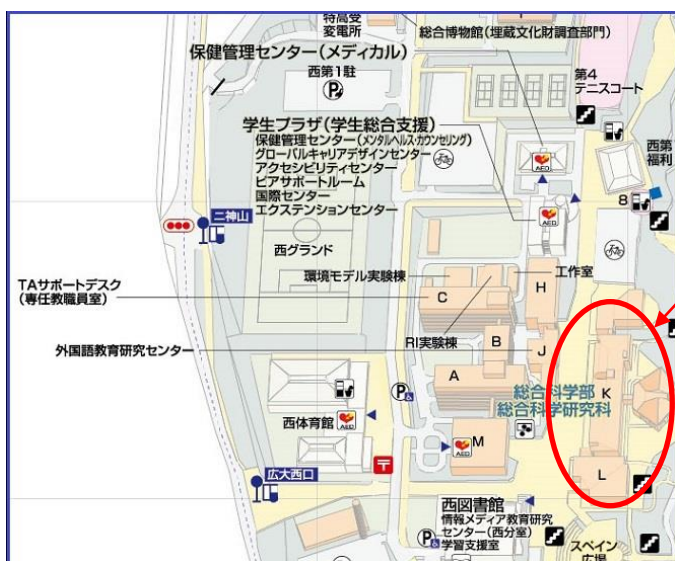 特高受
変電所
総合博物館(埋蔵文化財調査部門)
保健管理センター(メディカル)
西第1駐
P
第4
テニスコート
学生プラザ(学生総合支援)
保健管理センター(メンタルヘルス・カウンセリング)
グローバルキャリアデザインセンター
アクセシビリティセンター
ピアサポートルーム
国際センター
エクステンションセンター
AED
西第
福利
8
AED
二神山
西グランド
環境モデル実験棟
工作室
TAサポートデスク
(専任教職員室)
C
H
RI実験棟
外国語教育研究センター
B
J
A
K
総合科学部
総合科学研究科
P
西体育館
AED
AED
M
L
広大西口
西図書館
情報メディア教育研究
センター(西分室)
学習支援室
P
スペイン
広場